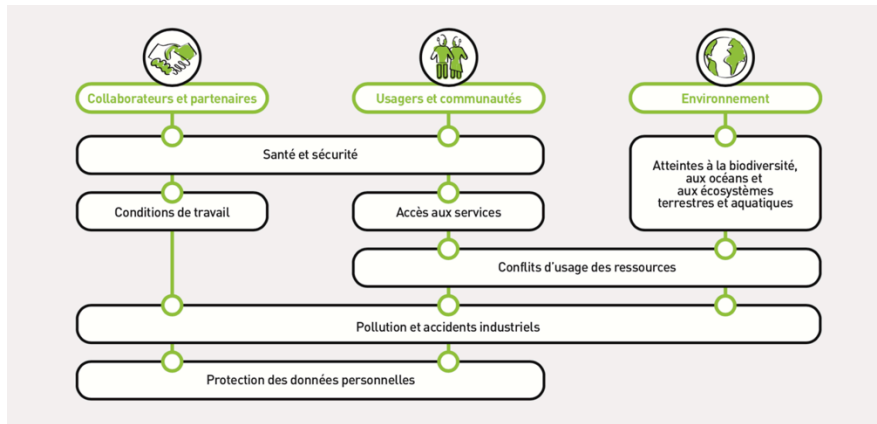 Collaborateurs et partenaires
Usagers et communautés
Environnement
Santé et sécurité
Atteintes à la biodiversité,
aux océans et
aux écosystèmes
terrestres et aquatiques
Conditions de travail
Accès aux services
Conflits d'usage des ressources
Pollution et accidents industriels
Protection des données personnelles